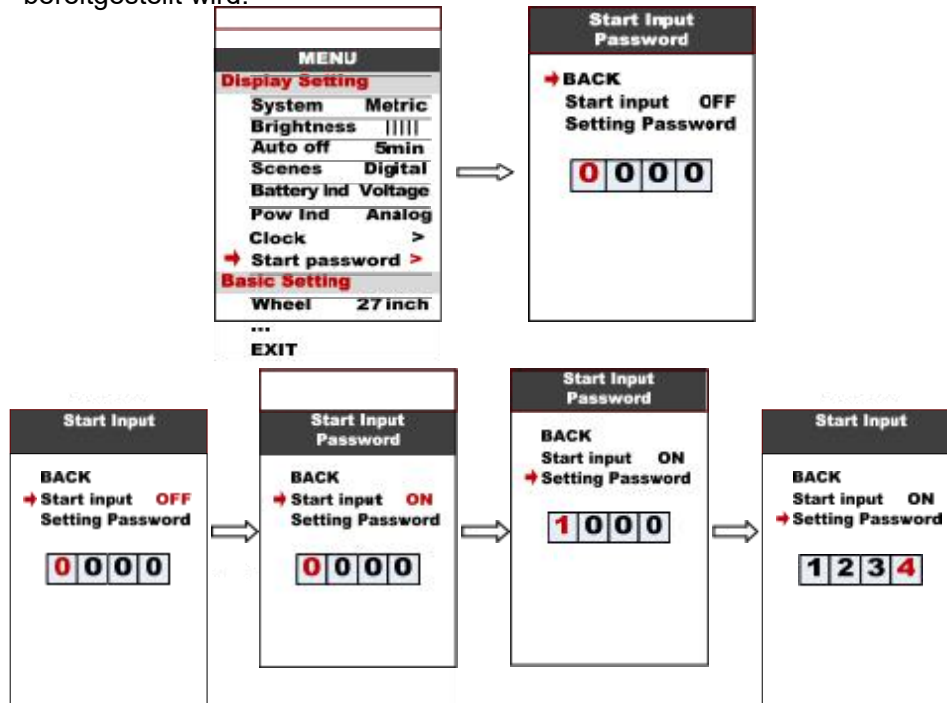 bereitgestellt wird.
MENU
Display Setting
System Metric
Brightness |||||
Auto off 5min
Scenes Digital
Battery Ind Voltage
Pow Ind Analog
Clock >
Start password >
Basic Setting
Wheel 27 inch
...
EXIT
Start Input
Password
BACK
Start input OFF
Setting Password
0 0 0 0
Start Input
BACK
Start input OFF
Setting Password
0 0 0 0
Start Input
Password
BACK
Start input ON
Setting Password
0 0 0 0
Start Input
Password
BACK
Start input ON
Setting Password
1 0 0 0
Start Input
BACK
Start input ON
Setting Password
1 2 3 4